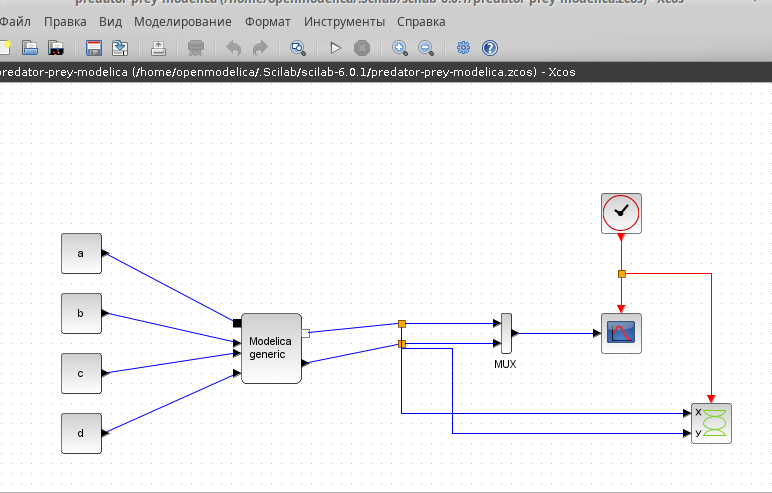 predator-prey-modelica (/home/openmodelica/.Scilab/scilab-6.0.1/predator-prey-modelica.zcos) - Xcos
Файл Правка Вид Моделирование Формат Инструменты Справка
predator-prey-modelica (/home/openmodelica/.Scilab/scilab-6.0.1/predator-prey-modelica.zcos) - Xcos
a
b
c
d
Modelica
generic
MUX
X
y